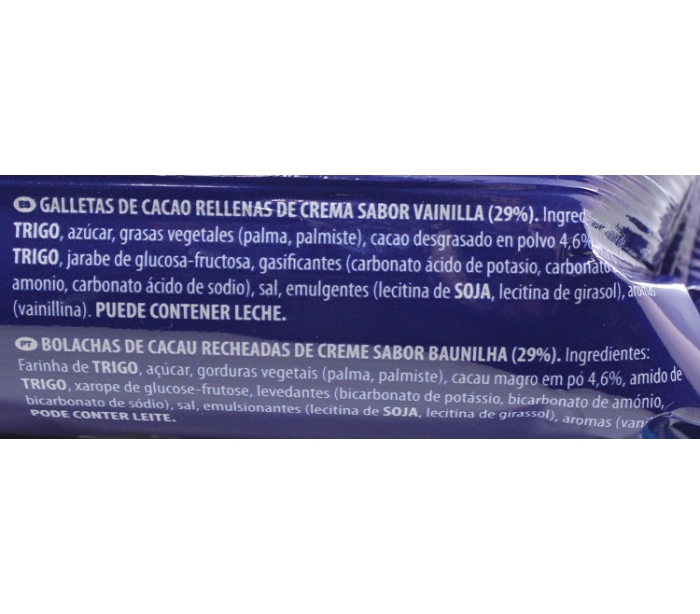 ES GALLETAS DE CACAO RELLENAS DE CREMA SABOR VAINILLA (29%). Ingred
TRIGO, azúcar, grasas vegetales (palma, palmiste), cacao desgrasado en polvo 4,6%
TRIGO, jarabe de glucosa-fructosa, gasificantes (carbonato ácido de potasio, carbonato
amonio, carbonato ácido de sodio), sal, emulgentes (lecitina de SOJA, lecitina de girasol), aromas
(vainillina). PUEDE CONTENER LECHE.
PT BOLACHAS DE CACAU RECHEADAS DE CREME SABOR BAUNILHA (29%). Ingredientes:
Farinha de TRIGO, açúcar, gorduras vegetais (palma, palmiste), cacau magro em pó 4,6%, amido de
TRIGO, xarope de glucose-frutose, levedantes (bicarbonato de potássio, bicarbonato de amónio,
bicarbonato de sódio), sal, emulsionantes (lecitina de SOJA, lecitina de girassol), aromas (van
PODE CONTER LEITE.